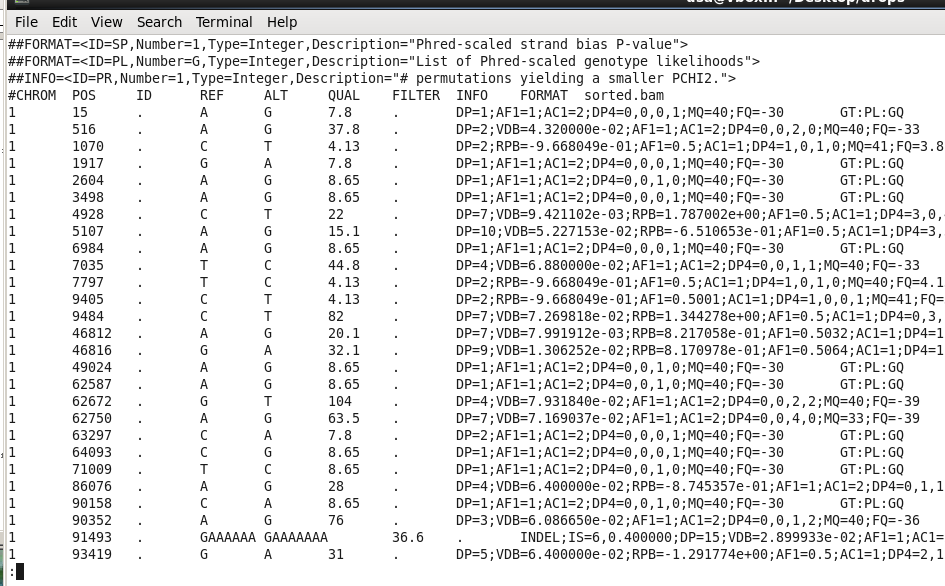 File Edit View Search Terminal Help
##FORMAT=<ID=SP,Number=1,Type=Integer,Description="Phred-scaled strand bias P-value">
##FORMAT=<ID=PL,Number=G,Type=Integer,Description="List of Phred-scaled genotype likelihoods">
##INFO=<ID=PR,Number=1,Type=Integer,Description="# permutations yielding a smaller PCHI2.">
#CHROM POS ID REF ALT QUAL FILTER INFO FORMAT sorted.bam
1 15 . A G 7.8 . DP=1;AF1=1;AC1=2;DP4=0,0,0,1;MQ=40;FQ=-30 GT:PL:GQ
1 516 . A G 37.8 . DP=2;VDB=4.320000e-02;AF1=1;AC1=2;DP4=0,0,2,0;MQ=40;FQ=-33
1 1070 . C T 4.13 . DP=2;RPB=-9.668049e-01;AF1=0.5;AC1=1;DP4=1,0,1,0;MQ=41;FQ=3.8
1 1917 . G A 7.8 . DP=1;AF1=1;AC1=2;DP4=0,0,0,1;MQ=40;FQ=-30 GT:PL:GQ
1 2604 . A G 8.65 . DP=1;AF1=1;AC1=2;DP4=0,0,1,0;MQ=40;FQ=-30 GT:PL:GQ
1 3498 . A G 8.65 . DP=1;AF1=1;AC1=2;DP4=0,0,0,1;MQ=40;FQ=-30 GT:PL:GQ
1 4928 . C T 22 . DP=7;VDB=9.421102e-03;RPB=1.787002e+00;AF1=0.5;AC1=1;DP4=3,0,
1 5107 . A G 15.1 . DP=10;VDB=5.227153e-02;RPB=-6.510653e-01;AF1=0.5;AC1=1;DP4=3,
1 6984 . A G 8.65 . DP=1;AF1=1;AC1=2;DP4=0,0,0,1;MQ=40;FQ=-30 GT:PL:GQ
1 7035 . T C 44.8 . DP=4;VDB=6.880000e-02;AF1=1;AC1=2;DP4=0,0,1,1;MQ=40;FQ=-33
1 7797 . T C 4.13 . DP=2;RPB=-9.668049e-01;AF1=0.5;AC1=1;DP4=1,0,1,0;MQ=40;FQ=4.1
1 9405 . C T 4.13 . DP=2;RPB=-9.668049e-01;AF1=0.5001;AC1=1;DP4=1,0,0,1;MQ=41;FQ=
1 9484 . C T 82 . DP=7;VDB=7.269818e-02;RPB=1.344278e+00;AF1=0.5;AC1=1;DP4=0,3,
1 46812 . A G 20.1 . DP=7;VDB=7.991912e-03;RPB=8.217058e-01;AF1=0.5032;AC1=1;DP4=1
1 46816 . G A 32.1 . DP=9;VDB=1.306252e-02;RPB=8.170978e-01;AF1=0.5064;AC1=1;DP4=1
1 49024 . A G 8.65 . DP=1;AF1=1;AC1=2;DP4=0,0,1,0;MQ=40;FQ=-30 GT:PL:GQ
1 62587 . A G 8.65 . DP=1;AF1=1;AC1=2;DP4=0,0,1,0;MQ=40;FQ=-30 GT:PL:GQ
1 62672 . G T 104 . DP=4;VDB=7.931840e-02;AF1=1;AC1=2;DP4=0,0,2,2;MQ=40;FQ=-39
1 62750 . A G 63.5 . DP=7;VDB=7.169037e-02;AF1=1;AC1=2;DP4=0,0,4,0;MQ=33;FQ=-39
1 63297 . C A 7.8 . DP=2;AF1=1;AC1=2;DP4=0,0,0,1;MQ=40;FQ=-30 GT:PL:GQ
1 64093 . C G 8.65 . DP=1;AF1=1;AC1=2;DP4=0,0,0,1;MQ=40;FQ=-30 GT:PL:GQ
1 71009 . T C 8.65 . DP=1;AF1=1;AC1=2;DP4=0,0,1,0;MQ=40;FQ=-30 GT:PL:GQ
1 86076 . A G 28 . DP=4;VDB=6.400000e-02;RPB=-8.745357e-01;AF1=1;AC1=2;DP4=0,1,1
1 90158 . C A 8.65 . DP=1;AF1=1;AC1=2;DP4=0,0,1,0;MQ=40;FQ=-30 GT:PL:GQ
1 90352 . A G 76 . DP=3;VDB=6.086650e-02;AF1=1;AC1=2;DP4=0,0,1,2;MQ=40;FQ=-36
1 91493 . GAAAAAA GAAAAAAA 36.6 . INDEL;IS=6,0.400000;DP=15;VDB=2.899933e-02;AF1=1;AC1=
1 93419 . G A 31 . DP=5;VDB=6.400000e-02;RPB=-1.291774e+00;AF1=0.5;AC1=1;DP4=2,1
: